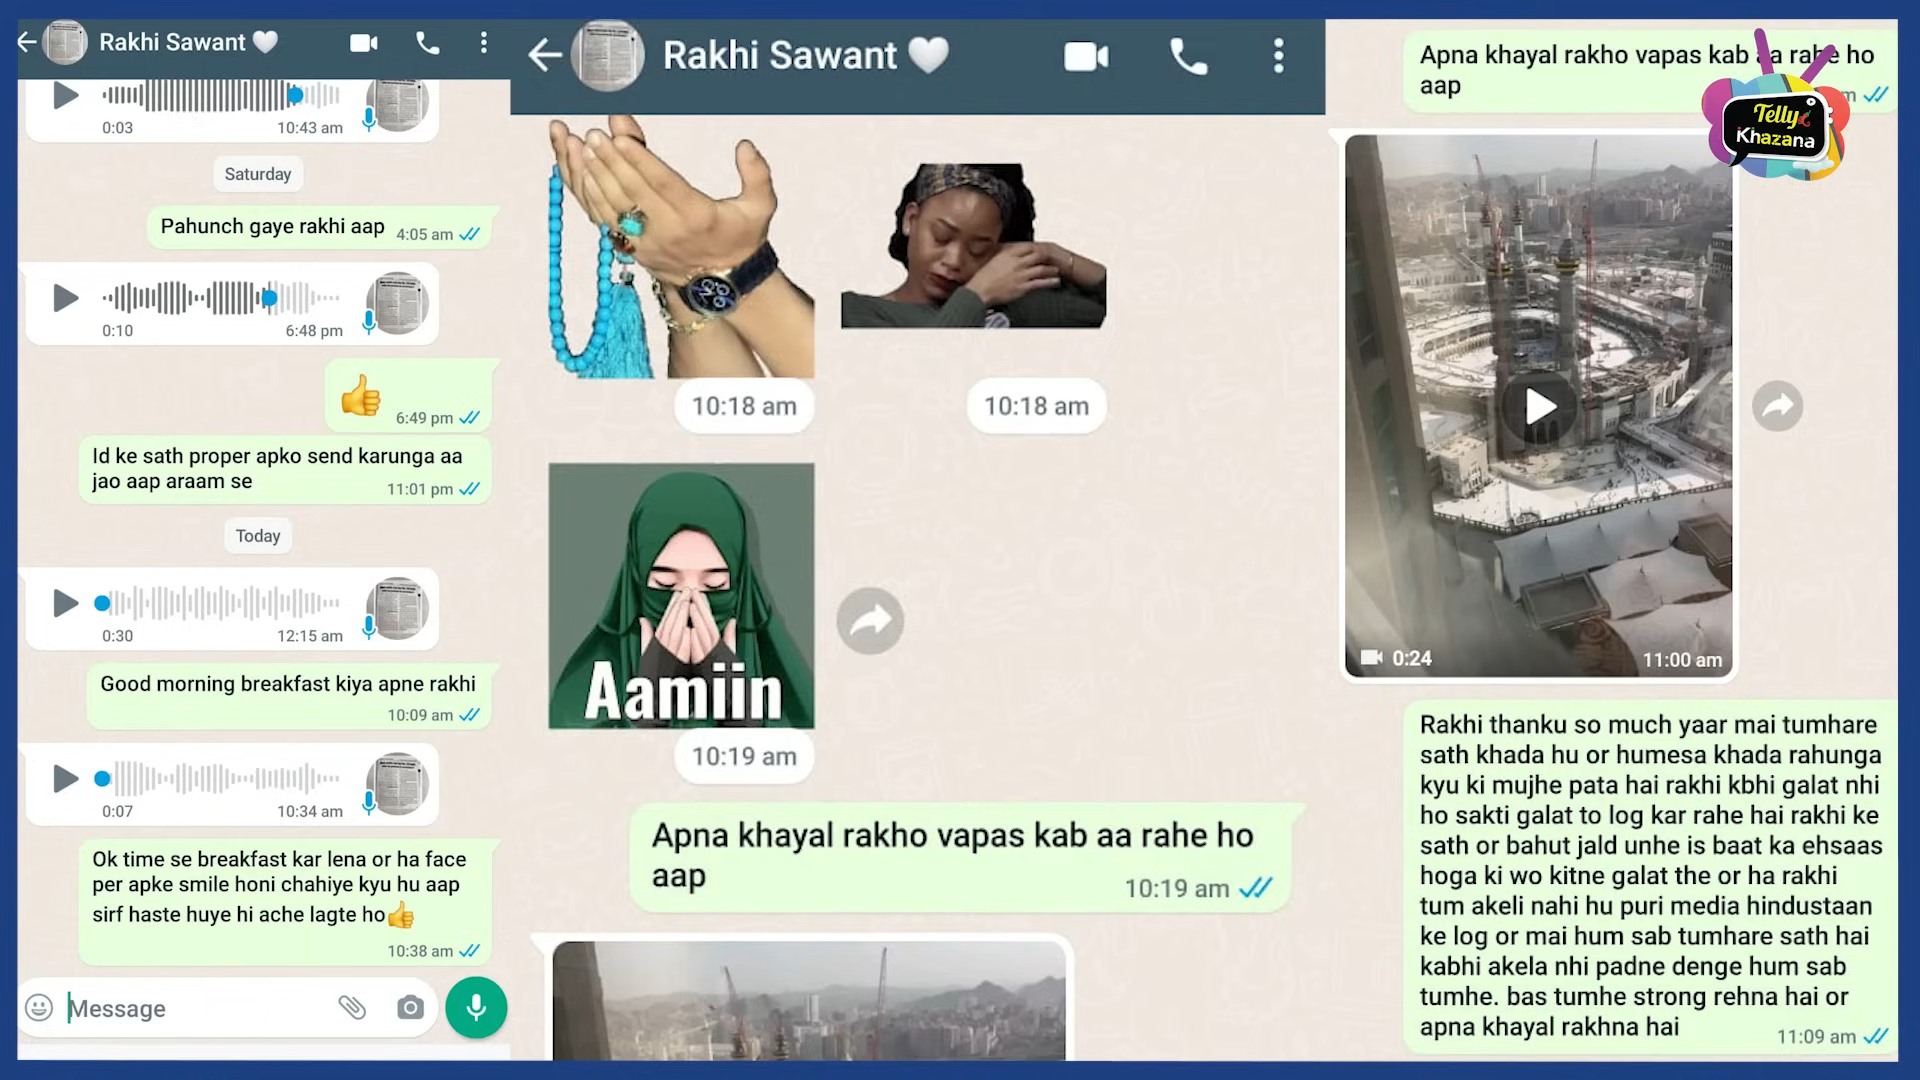 Rakhi Sawant 🤍
0:03
10:43 am
Saturday
Pahunch gaye rakhi aap
4:05 am
0:10
6:48 pm
👍
6:49 pm
Id ke sath proper apko send karunga aa
jao aap araam se
11:01 pm
Today
0:30
12:15 am
Good morning breakfast kiya apne rakhi
10:09 am
0:07
10:34 am
Ok time se breakfast kar lena or ha face
per apke smile honi chahiye kyu hu aap
sirf haste huye hi ache lagte ho👍
10:38 am
Message
Rakhi Sawant 🤍
10:18 am
10:18 am
Aamiin
10:19 am
Apna khayal rakho vapas kab aa rahe ho
aap
10:19 am
Apna khayal rakho vapas kab aa rahe ho
aap
Telly
Khazana
0:24
11:00 am
Rakhi thanku so much yaar mai tumhare
sath khada hu or humesa khada rahunga
kyu ki mujhe pata hai rakhi kbhi galat nhi
ho sakti galat to log kar rahe hai rakhi ke
sath or bahut jald unhe is baat ka ehsaas
hoga ki wo kitne galat the or ha rakhi
tum akeli nahi hu puri media hindustaan
ke log or mai hum sab tumhare sath hai
kabhi akela nhi padne denge hum sab
tumhe. bas tumhe strong rehna hai or
apna khayal rakhna hai
11:09 am